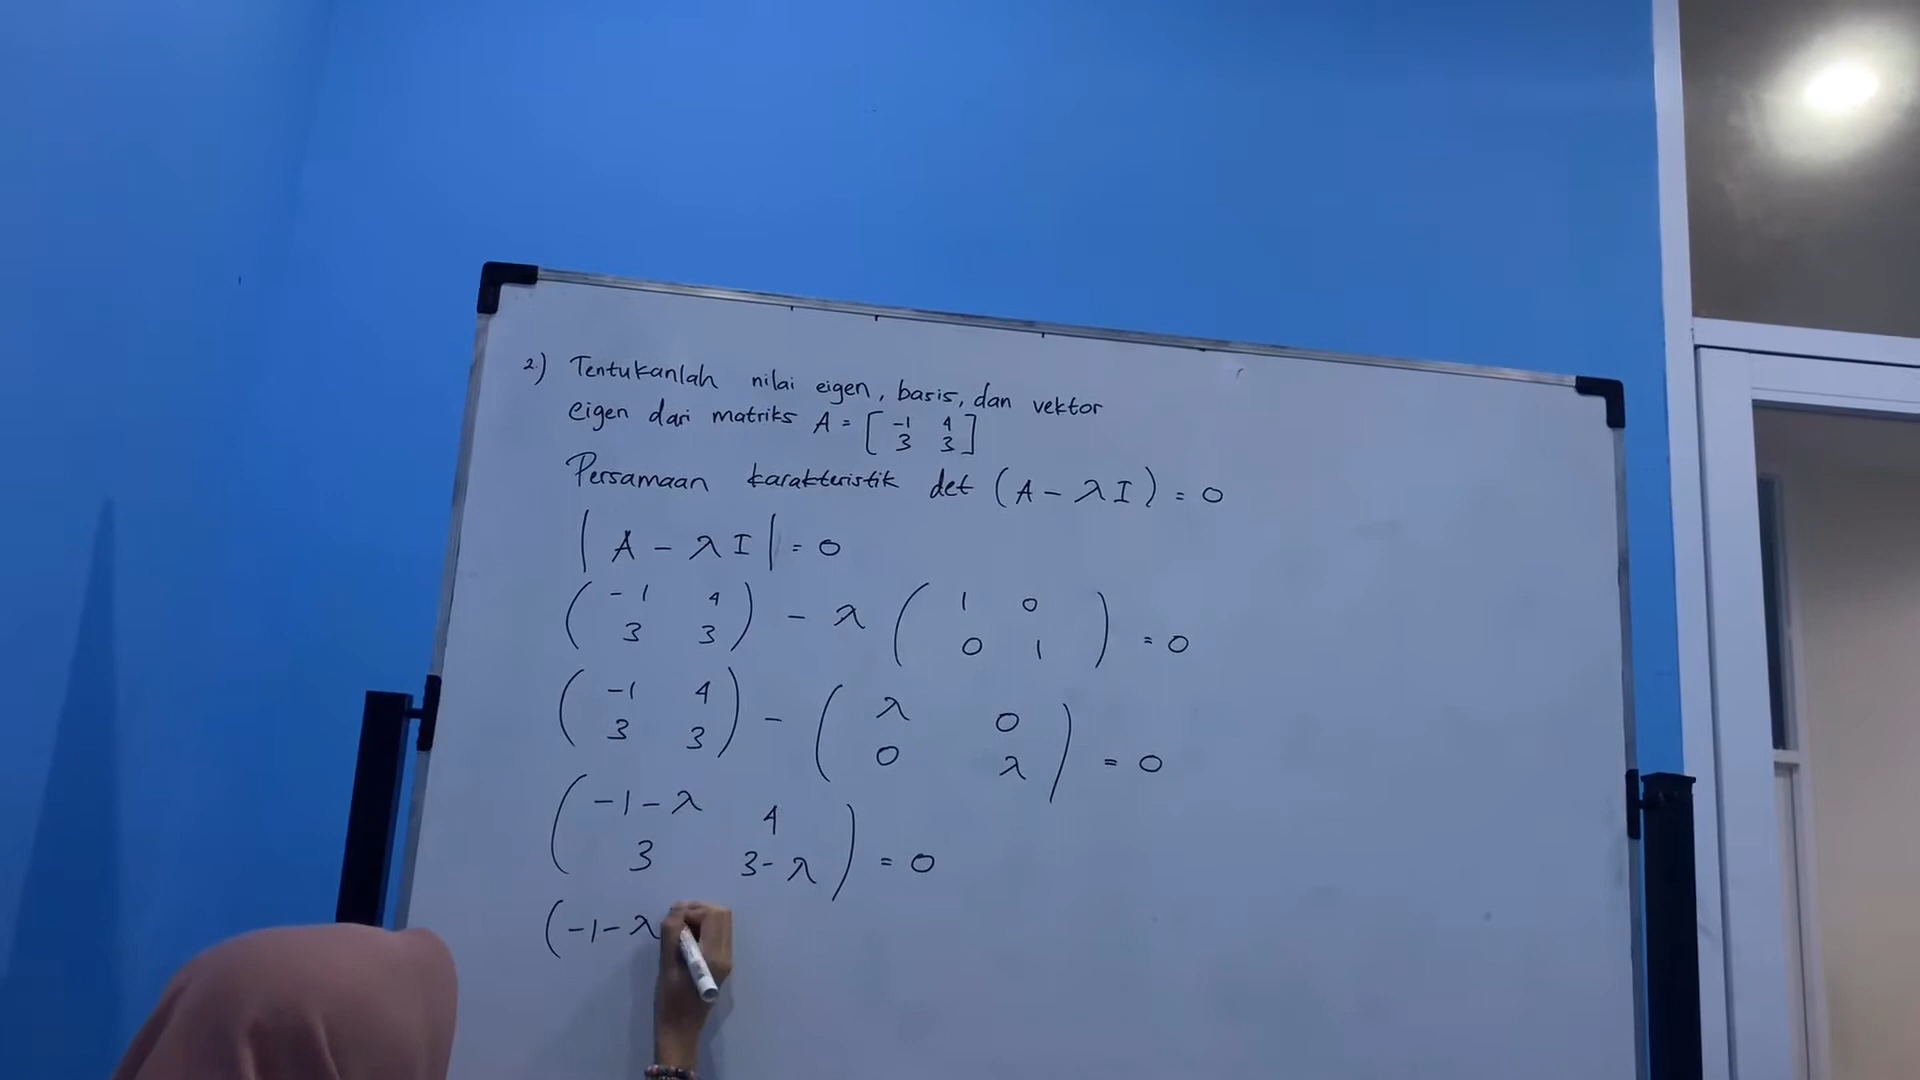 2.) Tentukanlah nilai eigen, basis, dan vektor
eigen dari matriks A = [ -1 4
3 3 ]
Persamaan karakteristik det (A - λI) = 0
| A - λI | = 0
( -1 4
3 3 ) - λ ( 1 0
0 1 ) = 0
( -1 4
3 3 ) - ( λ 0
0 λ ) = 0
( -1-λ 4
3 3-λ ) = 0
(-1-λ